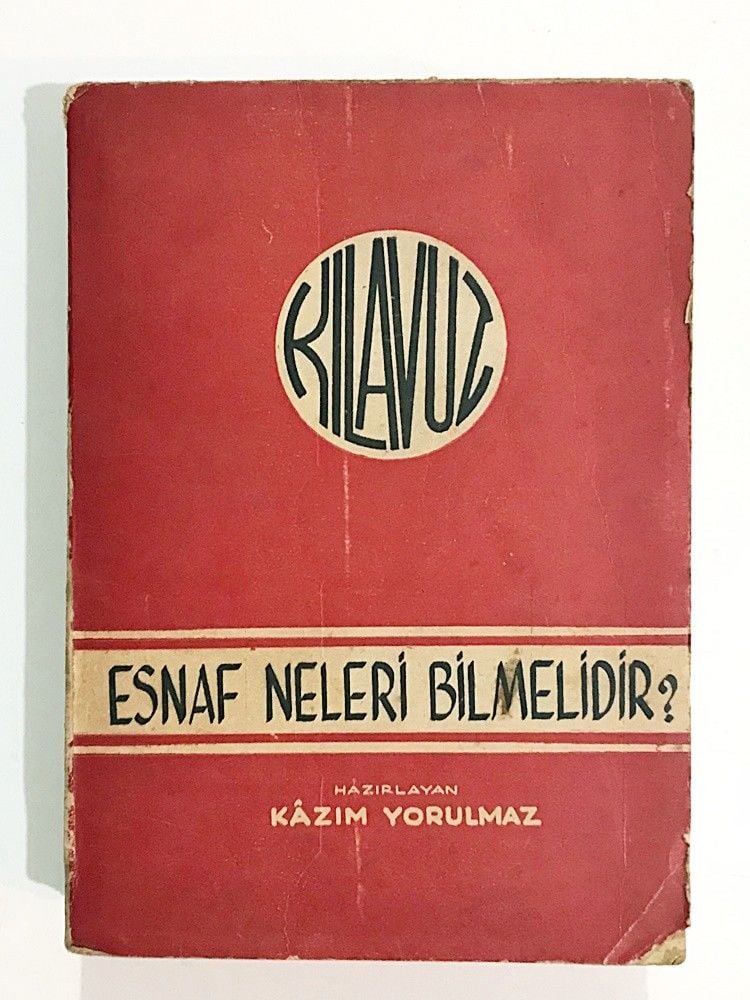 KILAVUZ
ESNAF NELERİ BİLMELİDİR?
HAZIRLAYAN
KÂZIM YORULMAZ